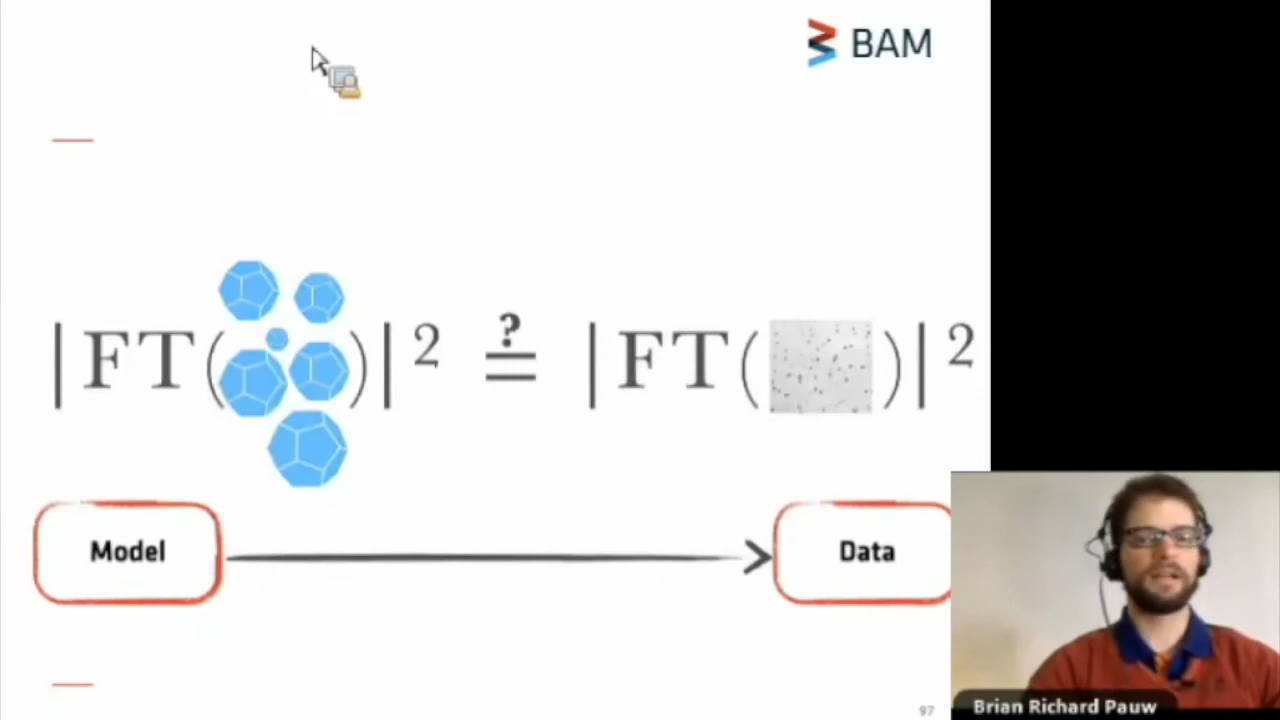 BAM
|FT( )|² ≟ |FT( )|²
Model
Data
97
Brian Richard Pauw